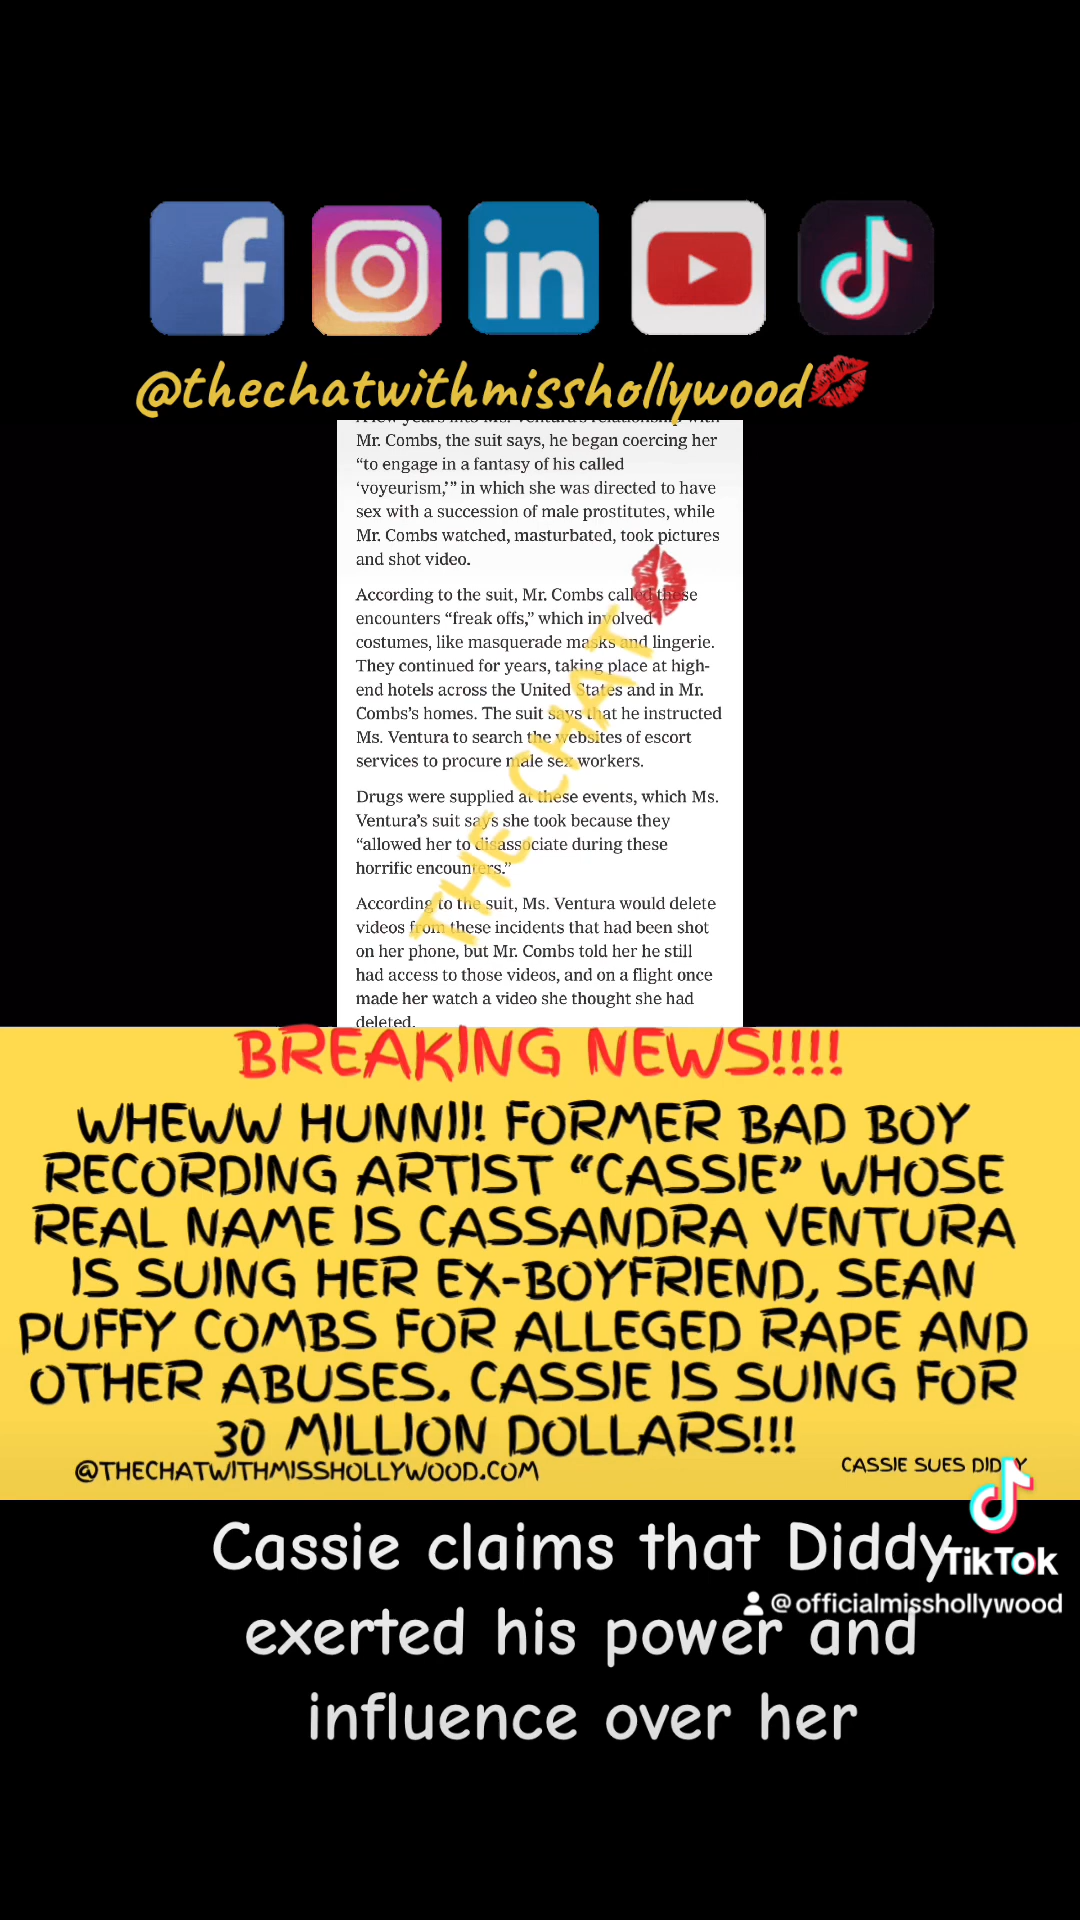 f
in
@thechatwithmisshollywood
A few years into Ms. Ventura's relationship with
Mr. Combs, the suit says, he began coercing her
“to engage in a fantasy of his called
‘voyeurism,’” in which she was directed to have
sex with a succession of male prostitutes, while
Mr. Combs watched, masturbated, took pictures
and shot video.
According to the suit, Mr. Combs called these
encounters “freak offs,” which involved
costumes, like masquerade masks and lingerie.
They continued for years, taking place at high-
end hotels across the United States and in Mr.
Combs’s homes. The suit says that he instructed
Ms. Ventura to search the websites of escort
services to procure male sex workers.
Drugs were supplied at these events, which Ms.
Ventura’s suit says she took because they
“allowed her to disassociate during these
horrific encounters.”
According to the suit, Ms. Ventura would delete
videos from these incidents that had been shot
on her phone, but Mr. Combs told her he still
had access to those videos, and on a flight once
made her watch a video she thought she had
deleted.
THE CHAT
BREAKING NEWS!!!!
WHEWW HUNNII! FORMER BAD BOY
RECORDING ARTIST “CASSIE” WHOSE
REAL NAME IS CASSANDRA VENTURA
IS SUING HER EX-BOYFRIEND, SEAN
PUFFY COMBS FOR ALLEGED RAPE AND
OTHER ABUSES. CASSIE IS SUING FOR
30 MILLION DOLLARS!!!
@THECHATWITHMISSHOLLYWOOD.COM
CASSIE SUES DIDDY
Cassie claims that Diddy
exerted his power and
influence over her
TikTok
@officialmisshollywood